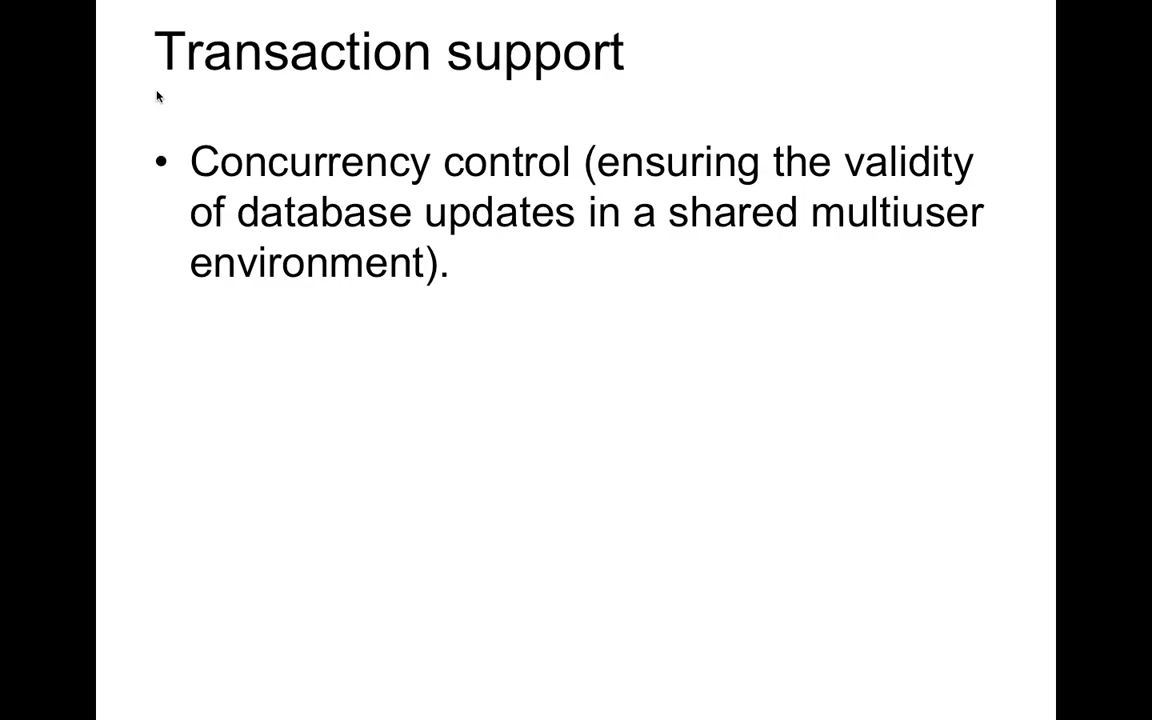 Transaction support
• Concurrency control (ensuring the validity
of database updates in a shared multiuser
environment).